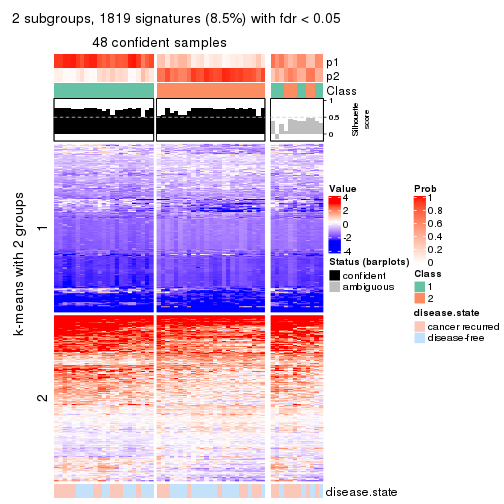 2 subgroups, 1819 signatures (8.5%) with fdr < 0.05
48 confident samples
p1
p2
Class
1
0.5
0
Silhouette
score
k-means with 2 groups
1
2
Value
4
2
0
-2
-4
Status (barplots)
confident
ambiguous
Prob
1
0.8
0.6
0.4
0.2
0
Class
1
2
disease.state
cancer recurred
disease-free
disease.state